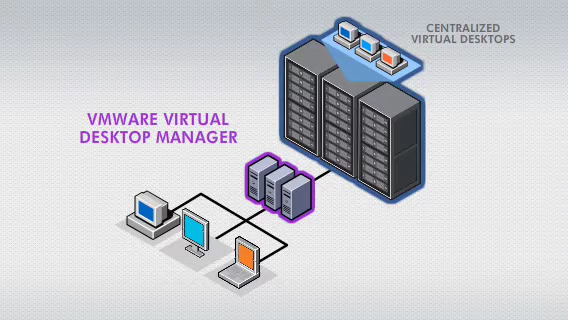 CENTRALIZED
VIRTUAL DESKTOPS
VMWARE VIRTUAL
DESKTOP MANAGER